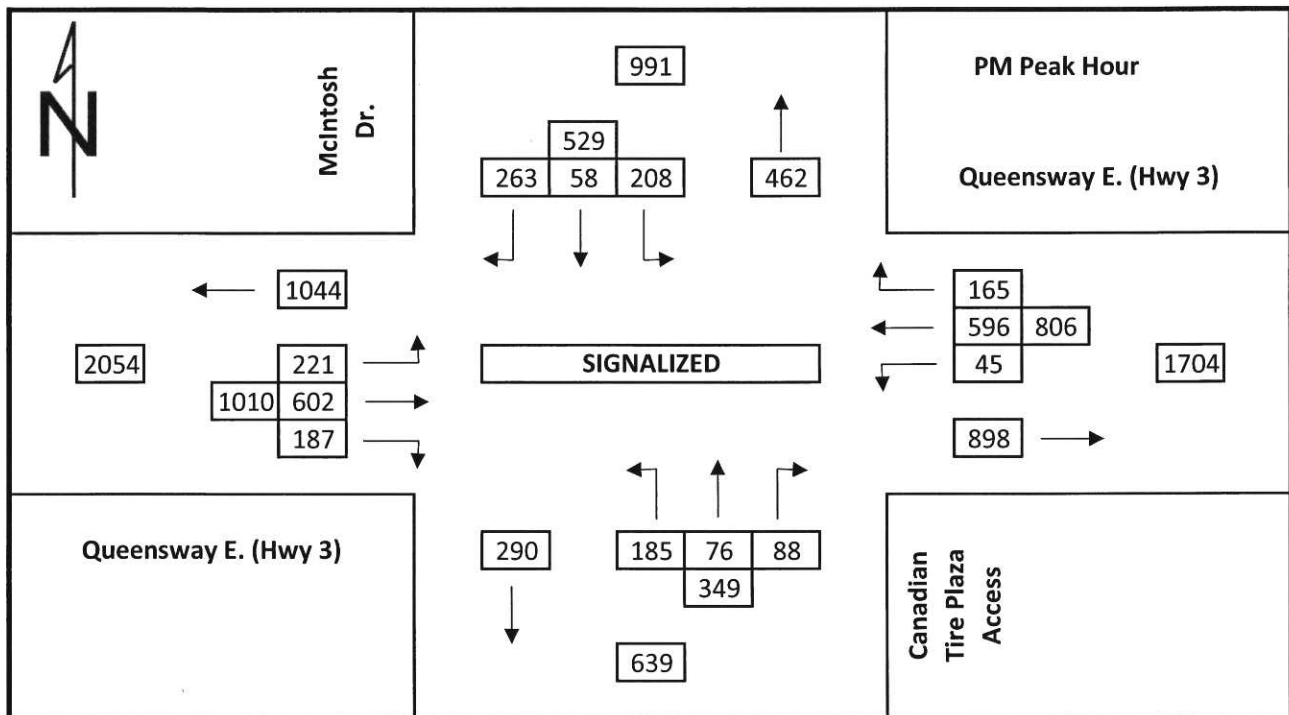 N
McIntosh
Dr.
991
529
263 58 208
462
PM Peak Hour
Queensway E. (Hwy 3)
1044
2054
221
1010 602
187
SIGNALIZED
165
596 806
45
1704
898
Queensway E. (Hwy 3)
290
185 76 88
349
639
Canadian
Tire Plaza
Access